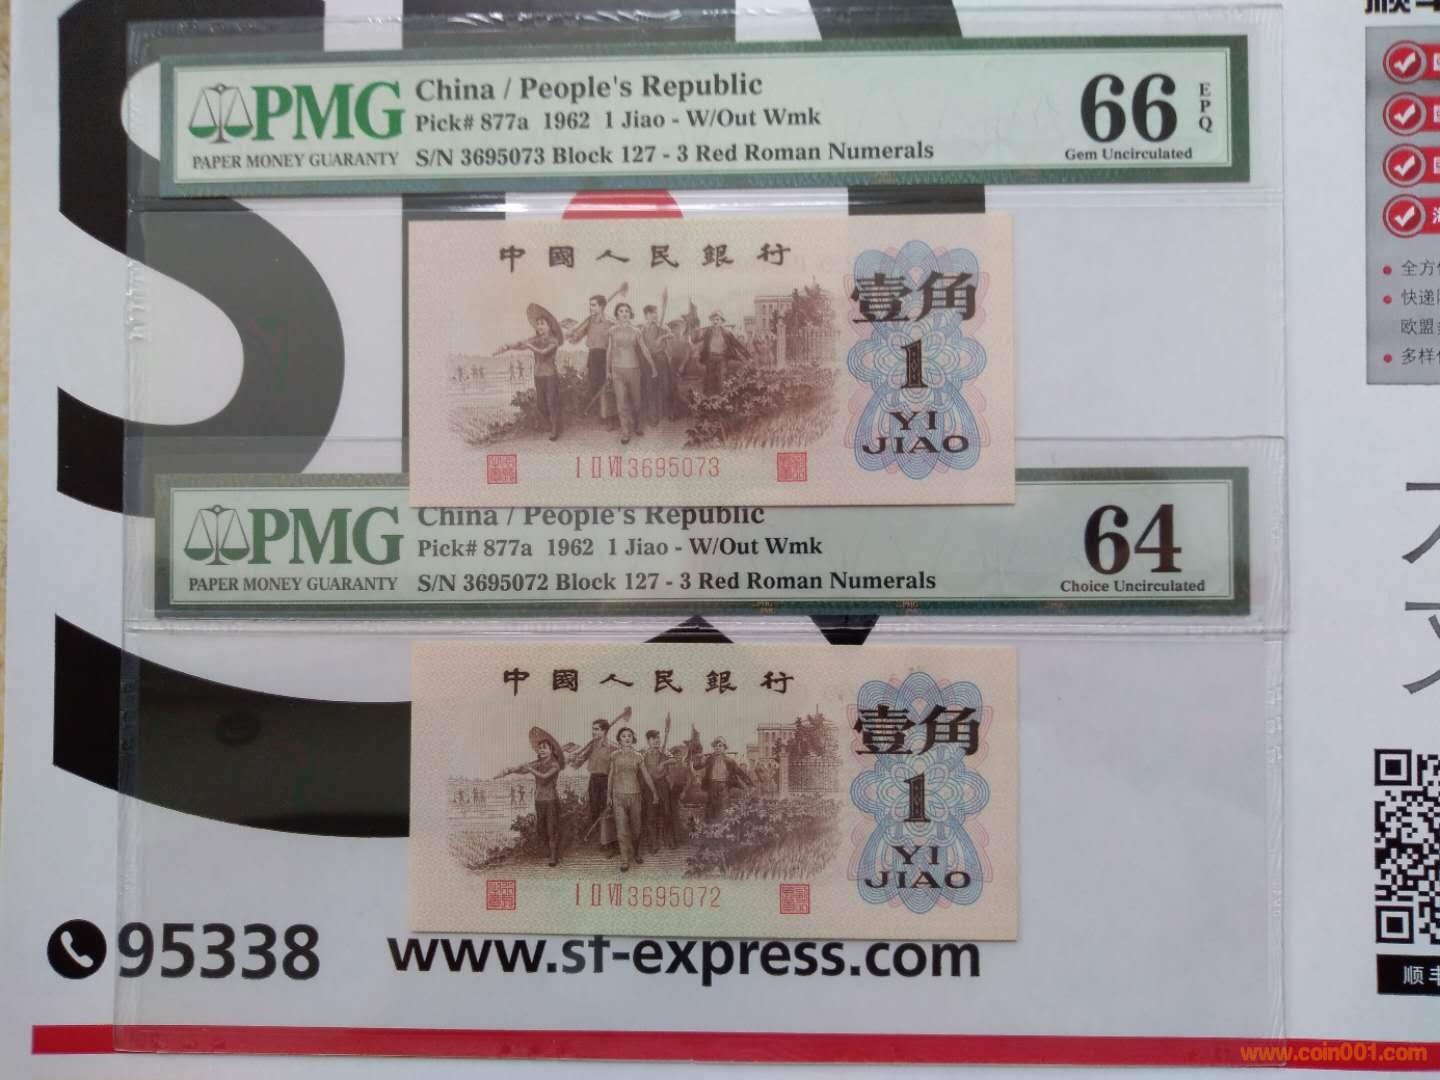 PMG
PAPER MONEY GUARANTY
China / People's Republic
Pick# 877a 1962 1 Jiao - W/Out Wmk
S/N 3695073 Block 127 - 3 Red Roman Numerals
66
EPQ
Gem Uncirculated
中國人民銀行
壹角
1
YI
JIAO
I II VII 3695073
PMG
PAPER MONEY GUARANTY
China / People's Republic
Pick# 877a 1962 1 Jiao - W/Out Wmk
S/N 3695072 Block 127 - 3 Red Roman Numerals
64
Choice Uncirculated
中國人民銀行
壹角
1
YI
JIAO
I II VII 3695072
95338
www.sf-express.com
全方
快递
欧盟
多样
顺丰
www.coin001.com